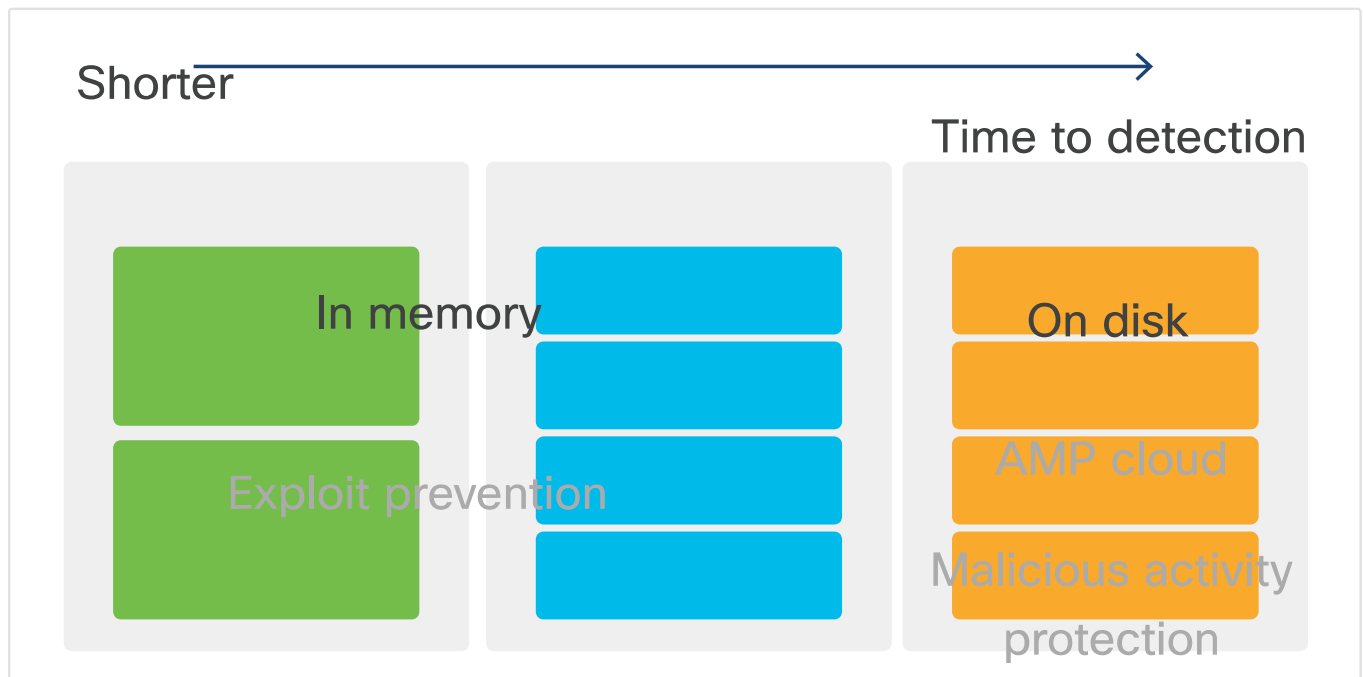 Shorter
Time to detection
In memory
On disk
Exploit prevention
AMP cloud
Malicious activity
protection